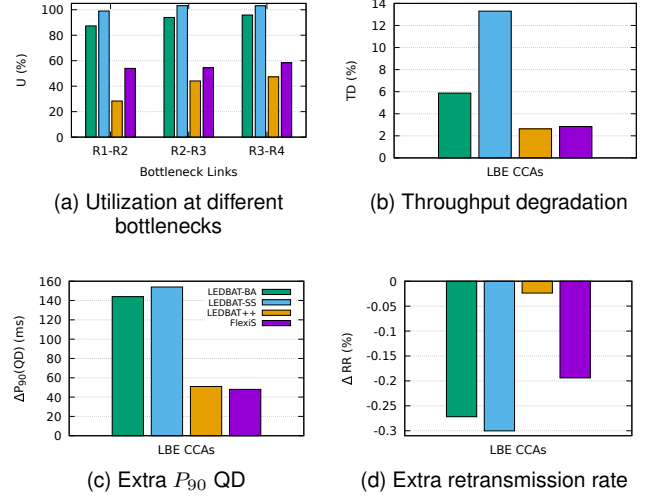 100
80
60
40
20
0
U (%)
R1-R2
R2-R3
R3-R4
Bottleneck Links
(a) Utilization at different
bottlenecks
14
12
10
8
6
4
2
0
TD (%)
LBE CCAs
(b) Throughput degradation
160
140
120
100
80
60
40
20
0
ΔP90(QD) (ms)
LEDBAT-BA
LEDBAT-SS
LEDBAT++
FlexiS
LBE CCAs
(c) Extra P90 QD
0
-0.05
-0.1
-0.15
-0.2
-0.25
-0.3
Δ RR (%)
LBE CCAs
(d) Extra retransmission rate